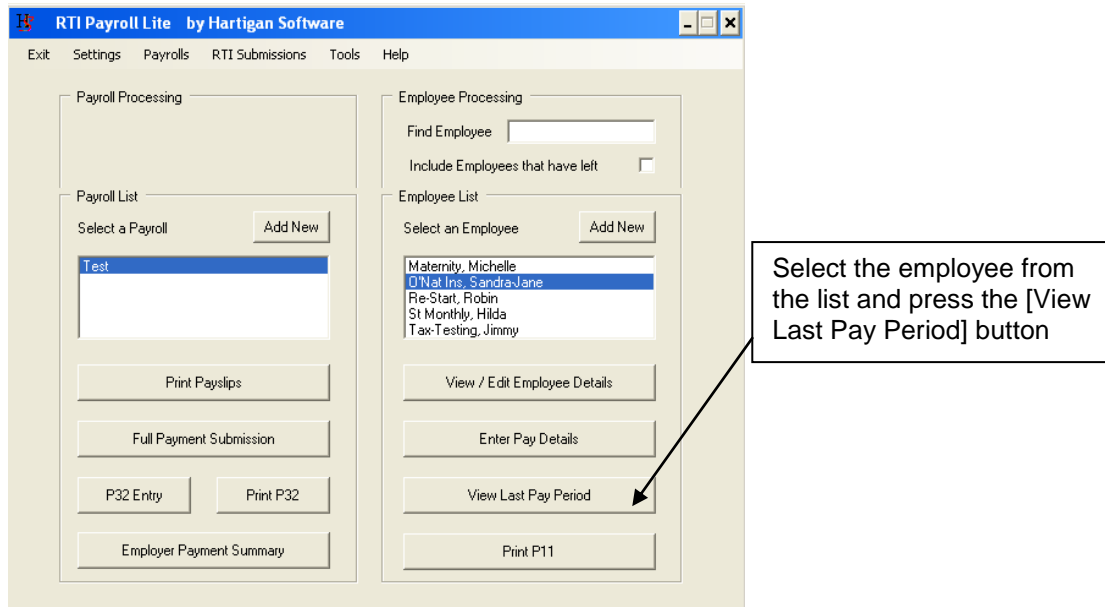 RTI Payroll Lite by Hartigan Software
Exit Settings Payrolls RTI Submissions Tools Help
Payroll Processing
Employee Processing
Find Employee
Include Employees that have left
Payroll List
Select a Payroll Add New
Test
Print Payslips
Full Payment Submission
P32 Entry Print P32
Employer Payment Summary
Employee List
Select an Employee Add New
Maternity, Michelle
O'Nat Ins, Sandra-Jane
Re-Start, Robin
St Monthly, Hilda
Tax-Testing, Jimmy
View / Edit Employee Details
Enter Pay Details
View Last Pay Period
Print P11
Select the employee from
the list and press the [View
Last Pay Period] button